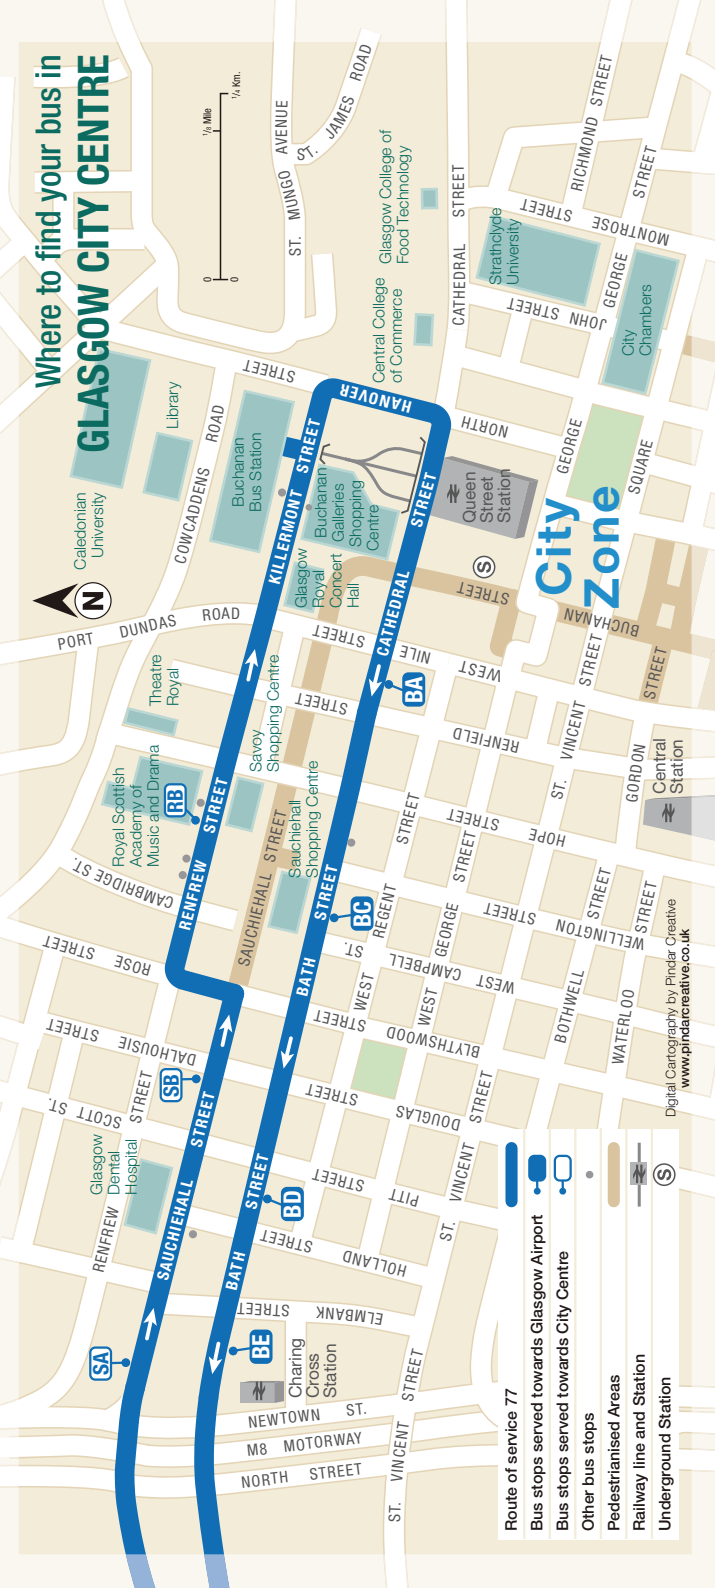 Where to find your bus in
GLASGOW CITY CENTRE
1/8 Mile
1/4 Km.
0
0
N
Caledonian
University
Library
COWCADDENS ROAD
PORT DUNDAS ROAD
ST. MUNGO AVENUE
ST. JAMES ROAD
Glasgow College of
Food Technology
Central College
of Commerce
CATHEDRAL STREET
RICHMOND STREET
MONTROSE STREET
Strathclyde
University
JOHN STREET
GEORGE STREET
City
Chambers
NORTH HANOVER STREET
GEORGE SQUARE
Buchanan
Bus Station
KILLERMONT STREET
Buchanan
Galleries
Shopping
Centre
Glasgow
Royal
Concert
Hall
CATHEDRAL STREET
Queen
Street
Station
S
City
Zone
BUCHANAN STREET
WEST NILE STREET
BA
Theatre
Royal
Royal Scottish
Academy of
Music and Drama
RB
Savoy
Shopping Centre
Sauchiehall
Shopping Centre
RENFREW STREET
SAUCHIEHALL STREET
CAMBRIDGE ST.
RENFIELD STREET
HOPE STREET
ST. VINCENT STREET
GORDON STREET
Central
Station
BC
BATH STREET
WEST REGENT STREET
WEST GEORGE STREET
WELLINGTON STREET
WEST CAMPBELL ST.
BOTHWELL STREET
WATERLOO STREET
BLYTHSWOOD STREET
DOUGLAS STREET
PITT STREET
HOLLAND STREET
ELMBANK STREET
ROSE STREET
DALHOUSIE STREET
SCOTT ST.
SB
Glasgow
Dental
Hospital
RENFREW STREET
SAUCHIEHALL STREET
SA
BATH STREET
BD
BE
Charing
Cross
Station
NEWTOWN ST.
M8 MOTORWAY
NORTH STREET
ST. VINCENT STREET
ST. VINCENT STREET
Route of service 77
Bus stops served towards Glasgow Airport
Bus stops served towards City Centre
Other bus stops
Pedestrianised Areas
Railway line and Station
Underground Station
S
Digital Cartography by Pindar Creative
www.pindarcreative.co.uk